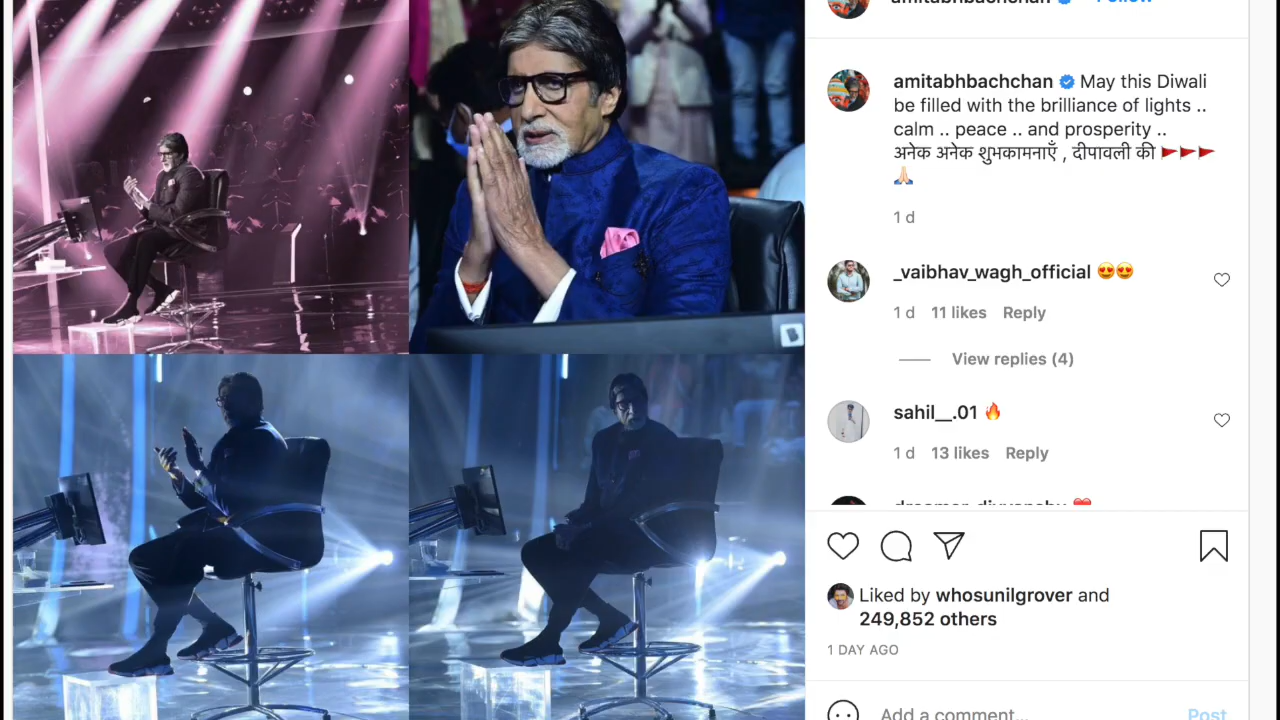 amitabhbachchan Follow
amitabhbachchan May this Diwali
be filled with the brilliance of lights ..
calm .. peace .. and prosperity ..
अनेक अनेक शुभकामनाएँ , दीपावली की
1 d
_vaibhav_wagh_official
1 d 11 likes Reply
View replies (4)
sahil__.01
1 d 13 likes Reply
Liked by whosunilgrover and
249,852 others
1 DAY AGO
Add a comment...
Post